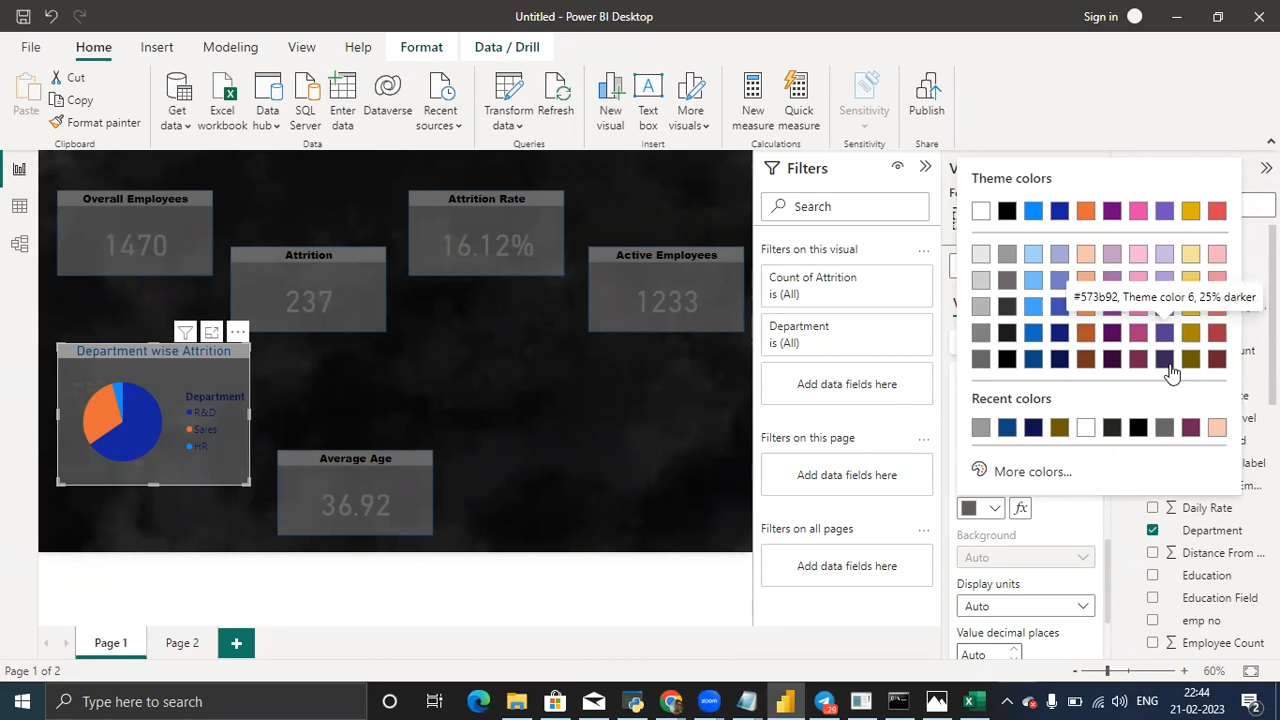 Untitled - Power BI Desktop
Sign in
File
Home
Insert
Modeling
View
Help
Format
Data / Drill
Paste
Cut
Copy
Format painter
Clipboard
Get data
Excel workbook
Data hub
SQL Server
Enter data
Dataverse
Recent sources
Data
Transform data
Refresh
Queries
New visual
Text box
More visuals
Insert
New measure
Quick measure
Calculations
Sensitivity
Sensitivity
Publish
Share
Overall Employees
1470
Attrition
237
Attrition Rate
16.12%
Active Employees
1233
Department wise Attrition
Department
R&D
Sales
HR
Average Age
36.92
Filters
Search
Filters on this visual
Count of Attrition
is (All)
Department
is (All)
Add data fields here
Filters on this page
Add data fields here
Filters on all pages
Add data fields here
Theme colors
#573b92, Theme color 6, 25% darker
Recent colors
More colors...
fx
Background
Auto
Display units
Auto
Value decimal places
Auto
Daily Rate
Department
Distance From ...
Education
Education Field
emp no
Employee Count
Page 1
Page 2
Page 1 of 2
60%
Type here to search
29
ENG
22:44
21-02-2023
2